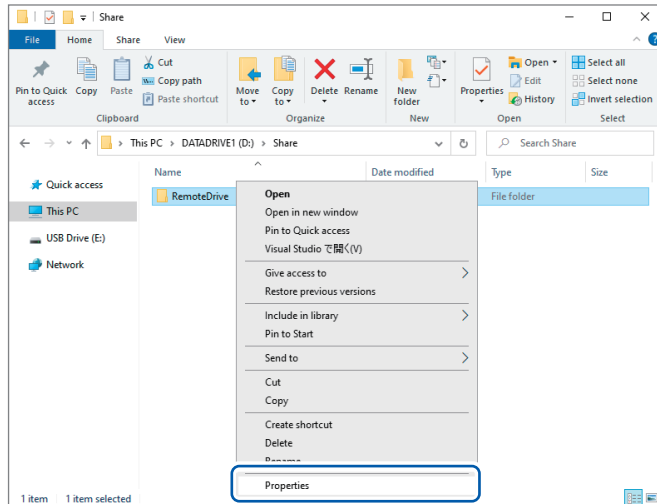 Share
File Home Share View
Pin to Quick access
Copy
Paste
Cut
Copy path
Paste shortcut
Clipboard
Move to
Copy to
Delete
Rename
Organize
New folder
New
Properties
Open
Edit
History
Open
Select all
Select none
Invert selection
Select
This PC > DATADRIVE1 (D:) > Share
Search Share
Name Date modified Type Size
Quick access
This PC
USB Drive (E:)
Network
RemoteDrive File folder
Open
Open in new window
Pin to Quick access
Visual Studio で開く(V)
Give access to
Restore previous versions
Include in library
Pin to Start
Send to
Cut
Copy
Create shortcut
Delete
Rename
Properties
1 item 1 item selected